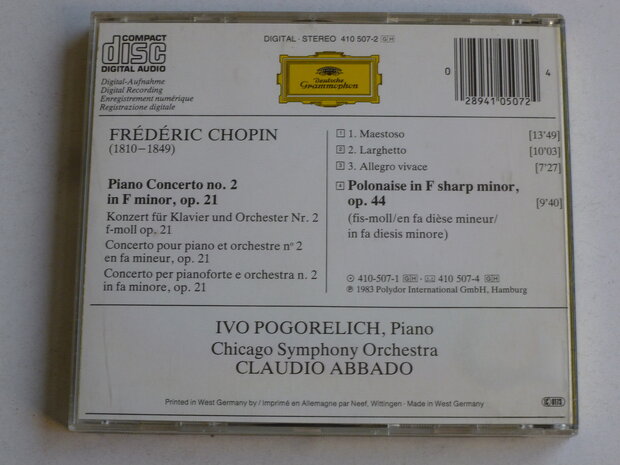 COMPACT
disc
DIGITAL AUDIO
Digital-Aufnahme
Digital Recording
Enregistrement numérique
Registrazione digitale
DIGITAL · STEREO 410 507-2 GH
Deutsche
Grammophon
0 28941 05072 4
FRÉDÉRIC CHOPIN
(1810–1849)
Piano Concerto no. 2
in F minor, op. 21
Konzert für Klavier und Orchester Nr. 2
f-moll op. 21
Concerto pour piano et orchestre nº 2
en fa mineur, op. 21
Concerto per pianoforte e orchestra n. 2
in fa minore, op. 21
1 1. Maestoso [13'49]
2 2. Larghetto [10'03]
3 3. Allegro vivace [7'27]
4 Polonaise in F sharp minor,
op. 44 [9'40]
(fis-moll/en fa dièse mineur/
in fa diesis minore)
410-507-1 GH · 410 507-4 GH
℗ 1983 Polydor International GmbH, Hamburg
IVO POGORELICH, Piano
Chicago Symphony Orchestra
CLAUDIO ABBADO
Printed in West Germany by / Imprimé en Allemagne par Neef, Wittingen · Made in West Germany